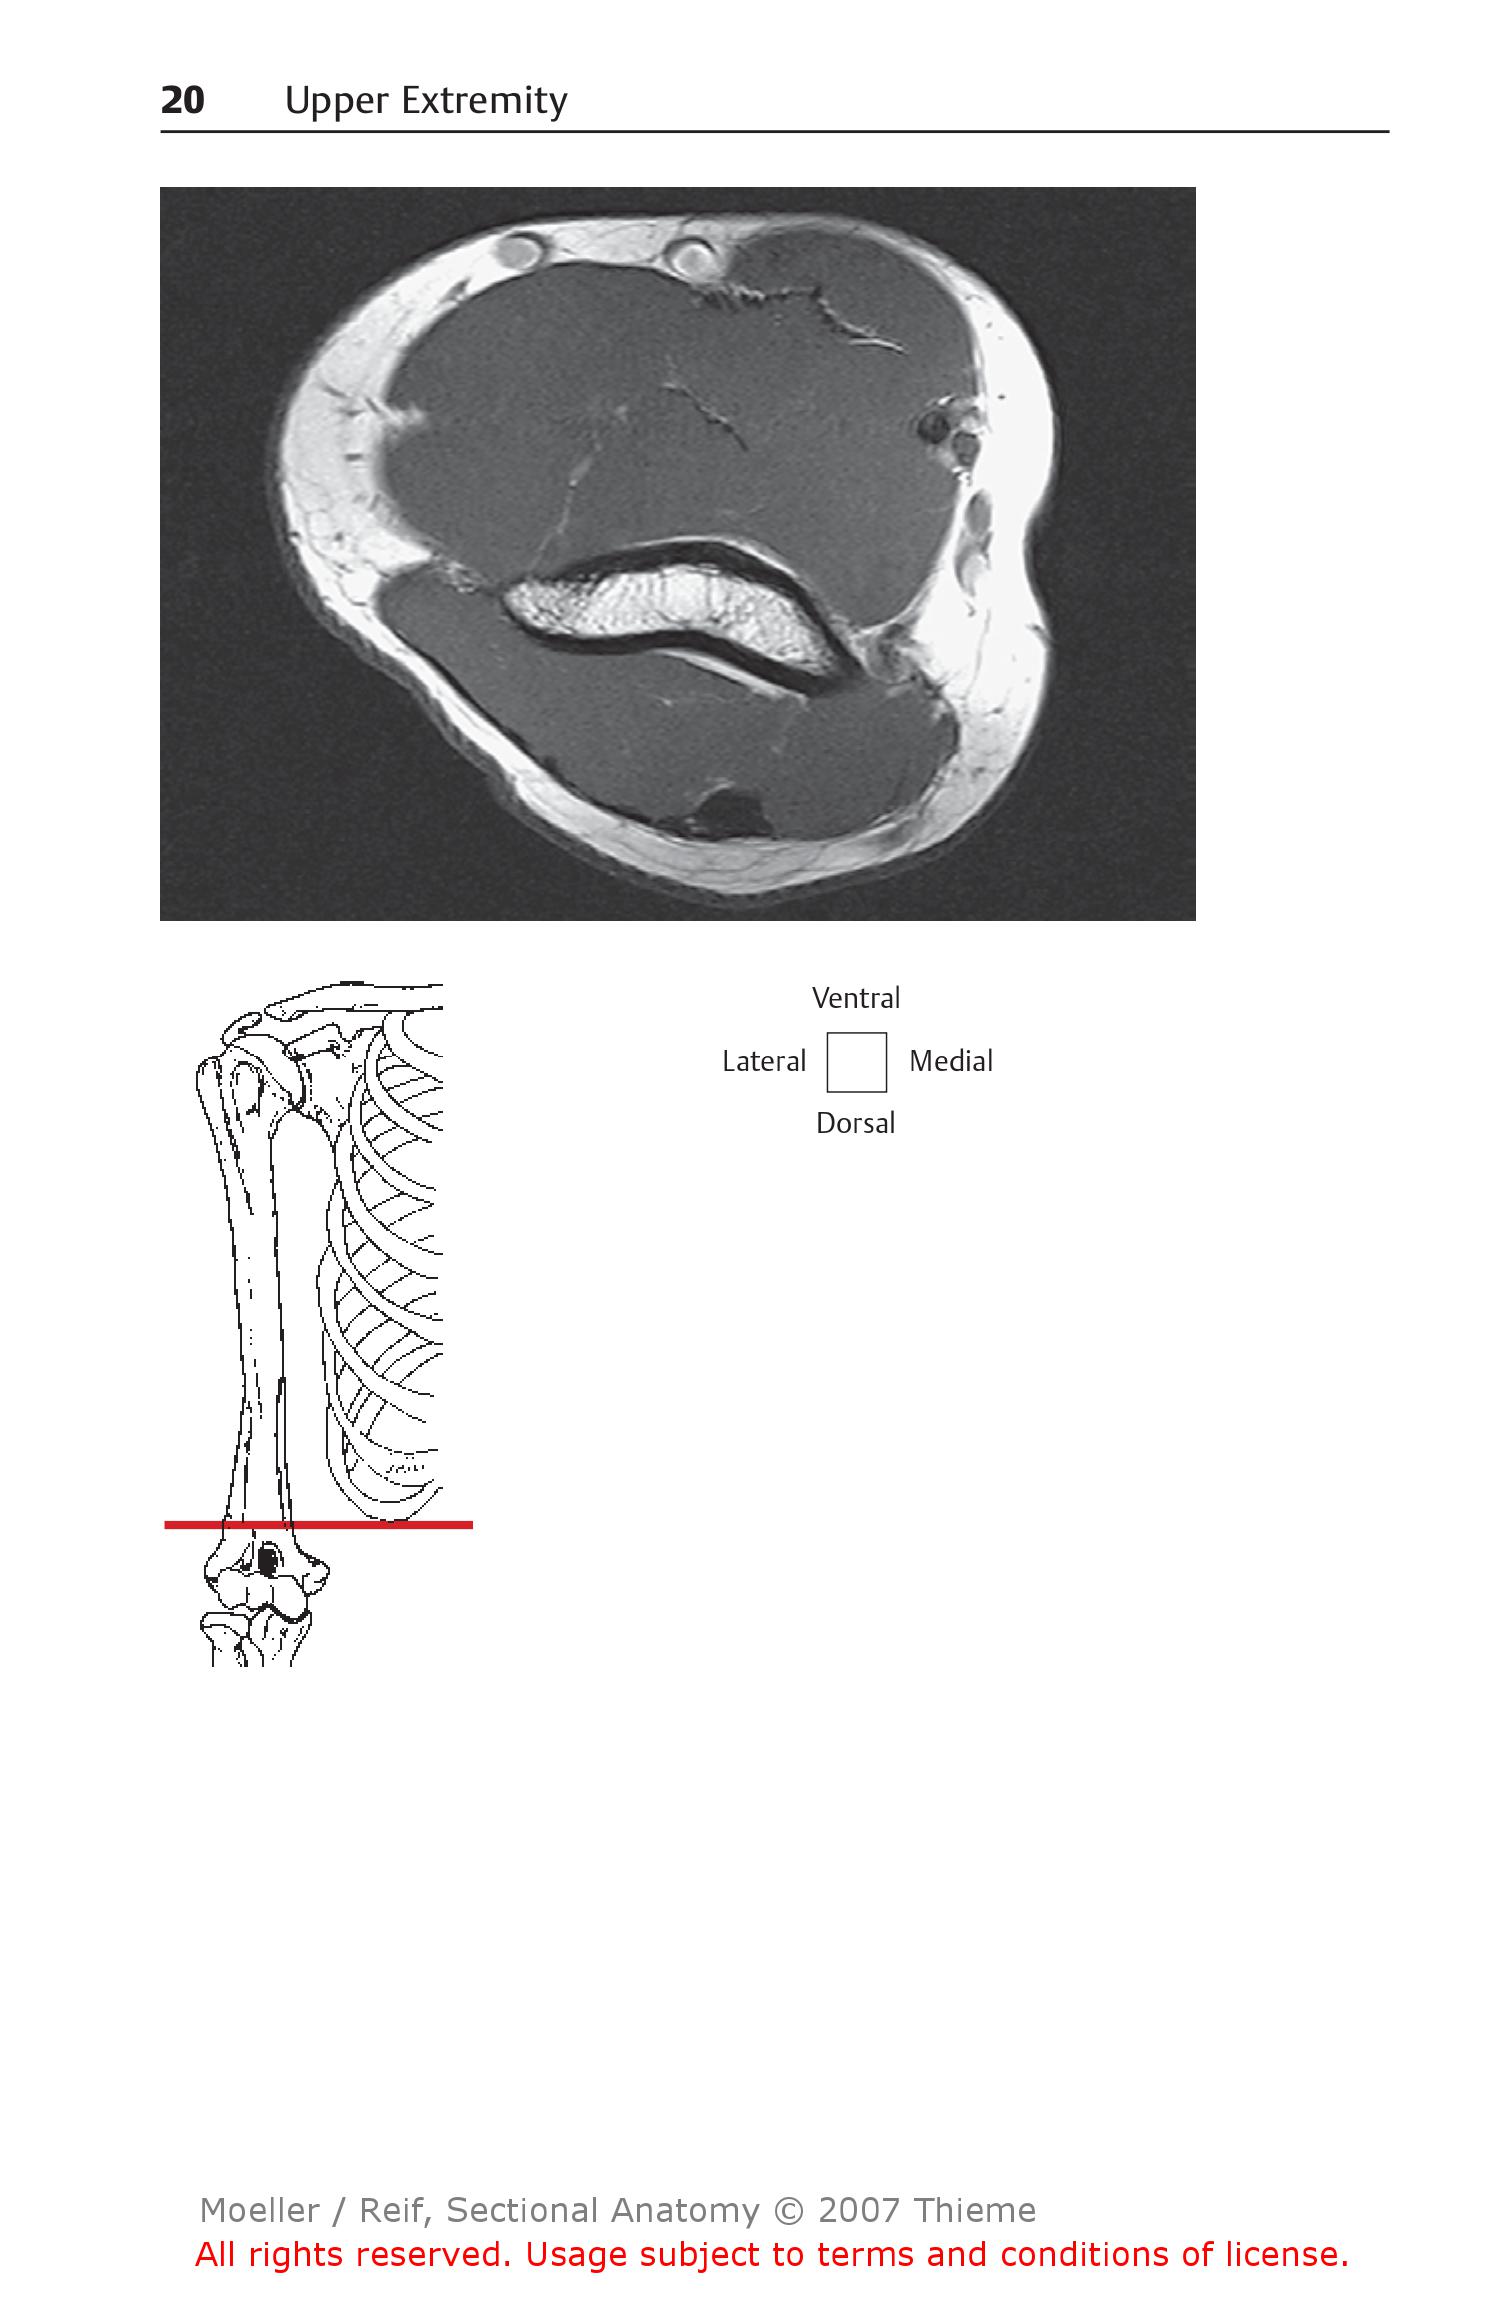 20 Upper Extremity
Ventral
Lateral Medial
Dorsal
Moeller / Reif, Sectional Anatomy © 2007 Thieme
All rights reserved. Usage subject to terms and conditions of license.